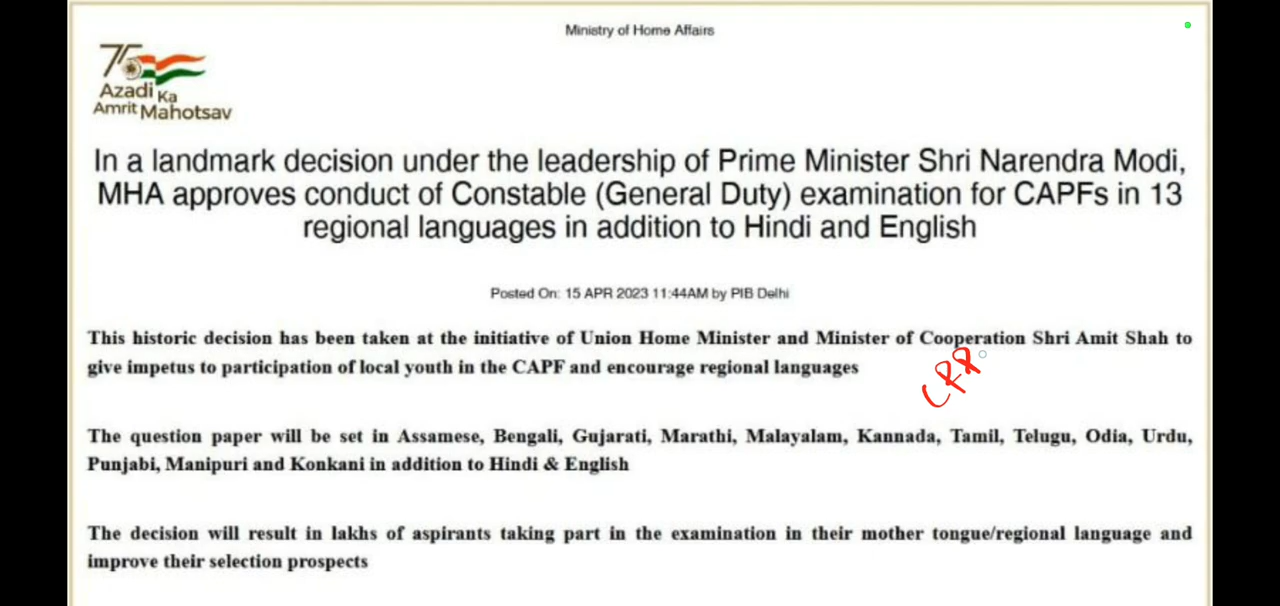 Ministry of Home Affairs
75
Azadi Ka
Amrit Mahotsav
In a landmark decision under the leadership of Prime Minister Shri Narendra Modi,
MHA approves conduct of Constable (General Duty) examination for CAPFs in 13
regional languages in addition to Hindi and English
Posted On: 15 APR 2023 11:44AM by PIB Delhi
This historic decision has been taken at the initiative of Union Home Minister and Minister of Cooperation Shri Amit Shah to
give impetus to participation of local youth in the CAPF and encourage regional languages
The question paper will be set in Assamese, Bengali, Gujarati, Marathi, Malayalam, Kannada, Tamil, Telugu, Odia, Urdu,
Punjabi, Manipuri and Konkani in addition to Hindi & English
The decision will result in lakhs of aspirants taking part in the examination in their mother tongue/regional language and
improve their selection prospects